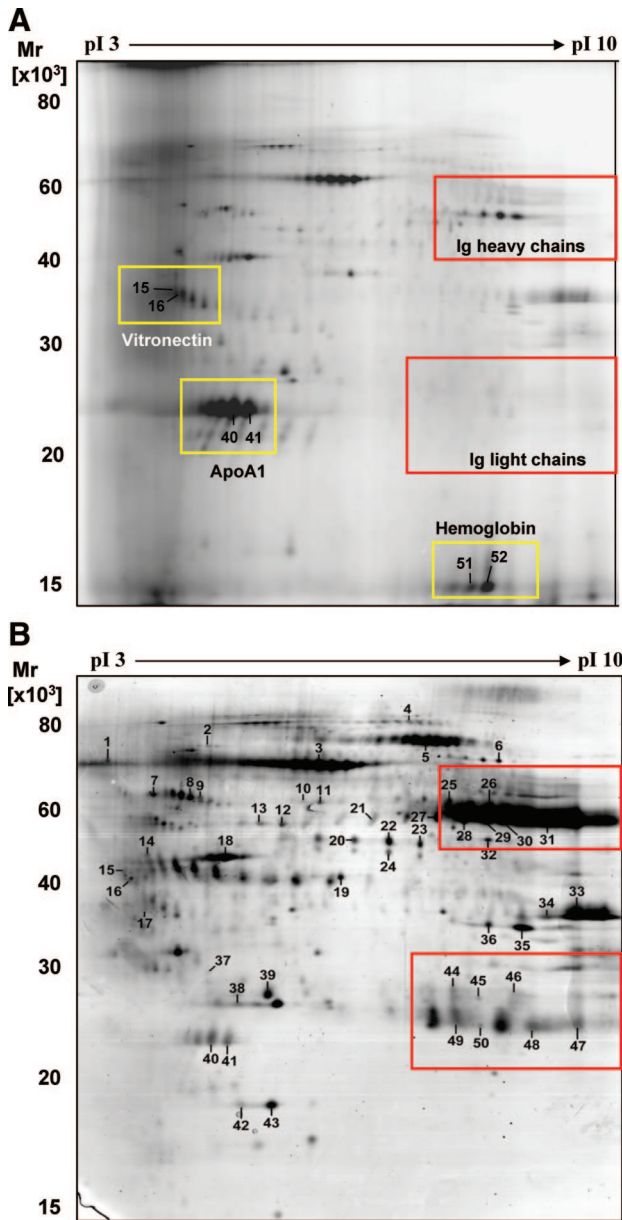 A
pI 3
pI 10
Mr
[x10³]
80
60
Ig heavy chains
40
15
16
Vitronectin
30
20
40 41
ApoA1
Ig light chains
Hemoglobin
51 52
15
B
pI 3
pI 10
Mr
[x10³]
80
1 2 3 4 5 6
60
7 8 9 10 11
13 12 21 27 25 26
28 29 30 31
20 22 23 24 32
14 18
40
15
16
19
17
33 34
36 35
30
37
38 39
44 45 46
40 41
49 50 48 47
20
42 43
15